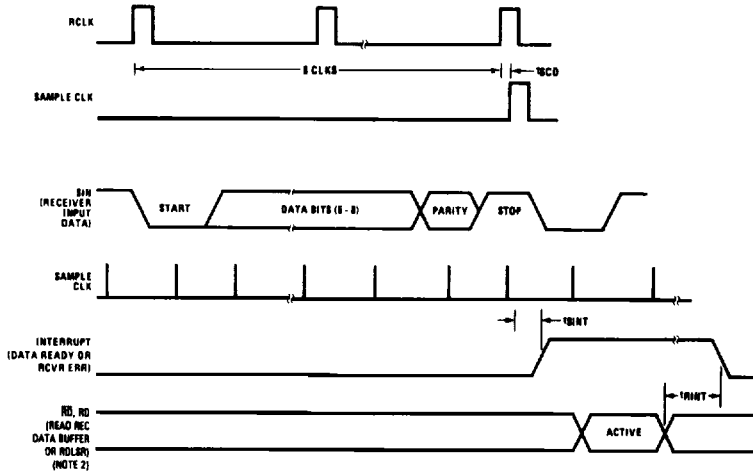 RCLK
8 CLKS
tSCD
SAMPLE CLK
SIN
(RECEIVER
INPUT
DATA)
START
DATA BITS (5 - 8)
PARITY
STOP
SAMPLE
CLK
tSINT
INTERRUPT
(DATA READY OR
RCVR ERR)
tRINT
RD, RD
(READ REC
DATA BUFFER
OR RDLSR)
(NOTE 2)
ACTIVE